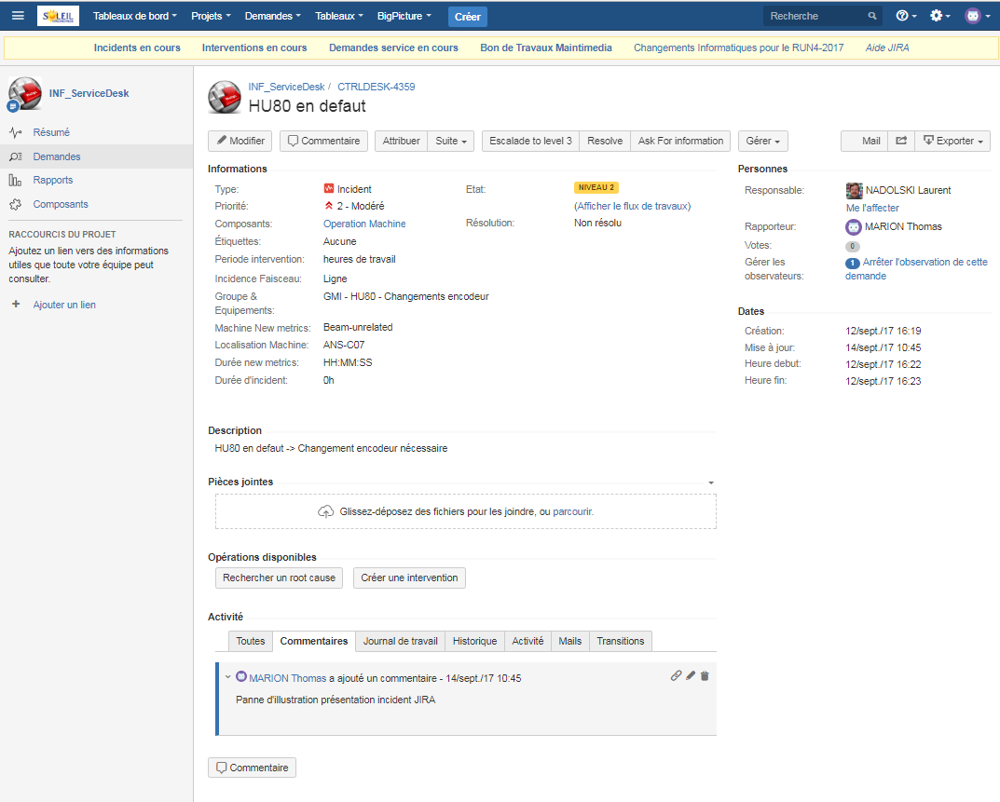 SOLEIL
Tableaux de bord Projets Demandes Tableaux BigPicture Créer Recherche
Incidents en cours Interventions en cours Demandes service en cours Bon de Travaux Maintimedia Changements Informatiques pour le RUN4-2017 Aide JIRA
INF_ServiceDesk
Résumé
Demandes
Rapports
Composants
RACCOURCIS DU PROJET
Ajoutez un lien vers des informations
utiles que toute votre équipe peut
consulter.
+ Ajouter un lien
INF_ServiceDesk / CTRLDESK-4359
HU80 en defaut
Modifier Commentaire Attribuer Suite Escalade to level 3 Resolve Ask For information Gérer Mail Exporter
Informations
Type: Incident
Priorité: 2 - Modéré
Composants: Operation Machine
Étiquettes: Aucune
Periode intervention: heures de travail
Incidence Faisceau: Ligne
Groupe &
Equipements: GMI - HU80 - Changements encodeur
Machine New metrics: Beam-unrelated
Localisation Machine: ANS-C07
Durée new metrics: HH:MM:SS
Durée d'incident: 0h
Etat: NIVEAU 2
(Afficher le flux de travaux)
Résolution: Non résolu
Description
HU80 en defaut -> Changement encodeur nécessaire
Pièces jointes
Glissez-déposez des fichiers pour les joindre, ou parcourir.
Opérations disponibles
Rechercher un root cause Créer une intervention
Activité
Toutes Commentaires Journal de travail Historique Activité Mails Transitions
MARION Thomas a ajouté un commentaire - 14/sept./17 10:45
Panne d'illustration présentation incident JIRA
Commentaire
Personnes
Responsable: NADOLSKI Laurent
Me l'affecter
Rapporteur: MARION Thomas
Votes: 0
Gérer les
observateurs: 1 Arrêter l'observation de cette
demande
Dates
Création: 12/sept./17 16:19
Mise à jour: 14/sept./17 10:45
Heure debut: 12/sept./17 16:22
Heure fin: 12/sept./17 16:23